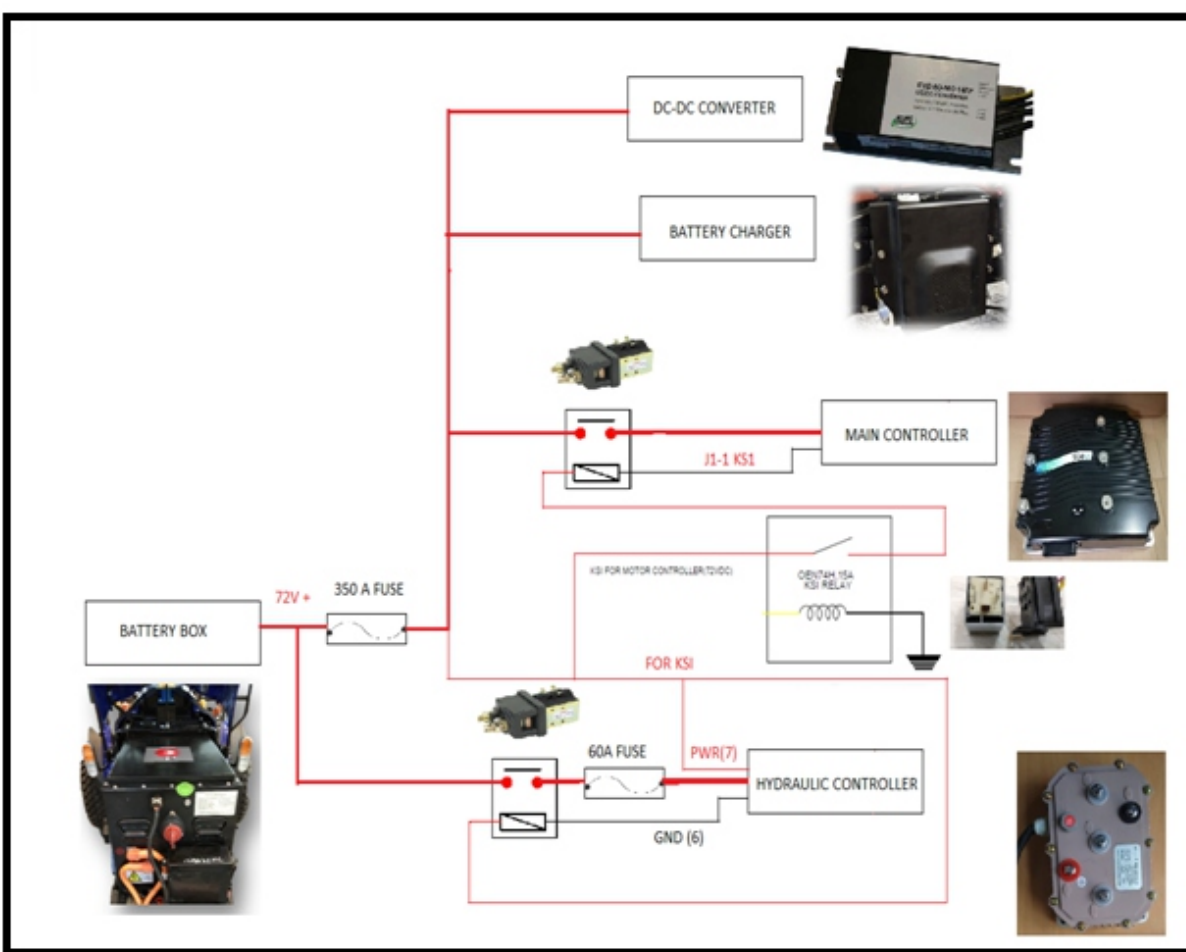 DC-DC CONVERTER
BATTERY CHARGER
MAIN CONTROLLER
J1-1 KS1
KSI FOR MOTOR CONTROLLER(72VDC)
OEN74H,15A
KSI RELAY
72V +
350 A FUSE
BATTERY BOX
FOR KSI
60A FUSE
PWR(7)
HYDRAULIC CONTROLLER
GND (6)